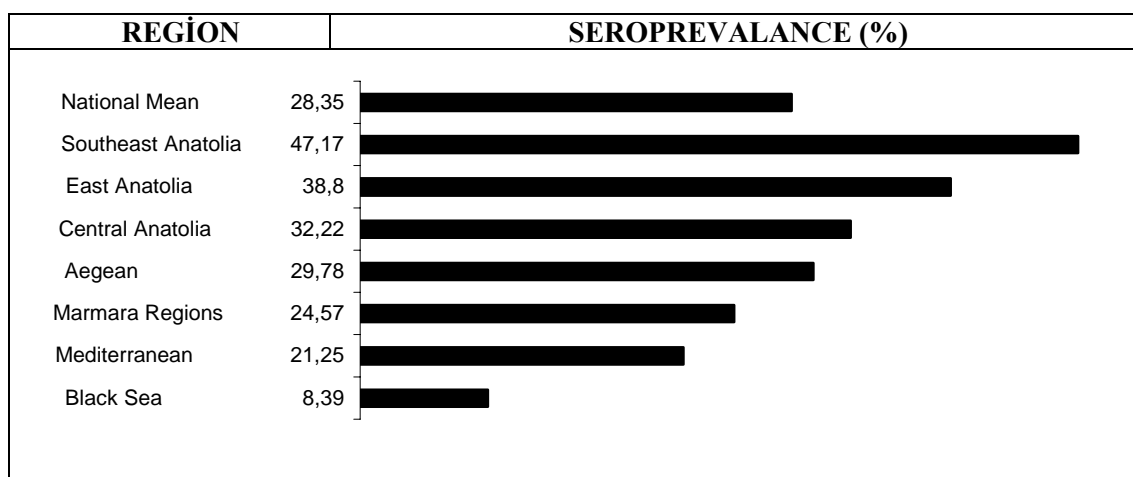 REGİON SEROPREVALANCE (%)
National Mean 28,35
Southeast Anatolia 47,17
East Anatolia 38,8
Central Anatolia 32,22
Aegean 29,78
Marmara Regions 24,57
Mediterranean 21,25
Black Sea 8,39